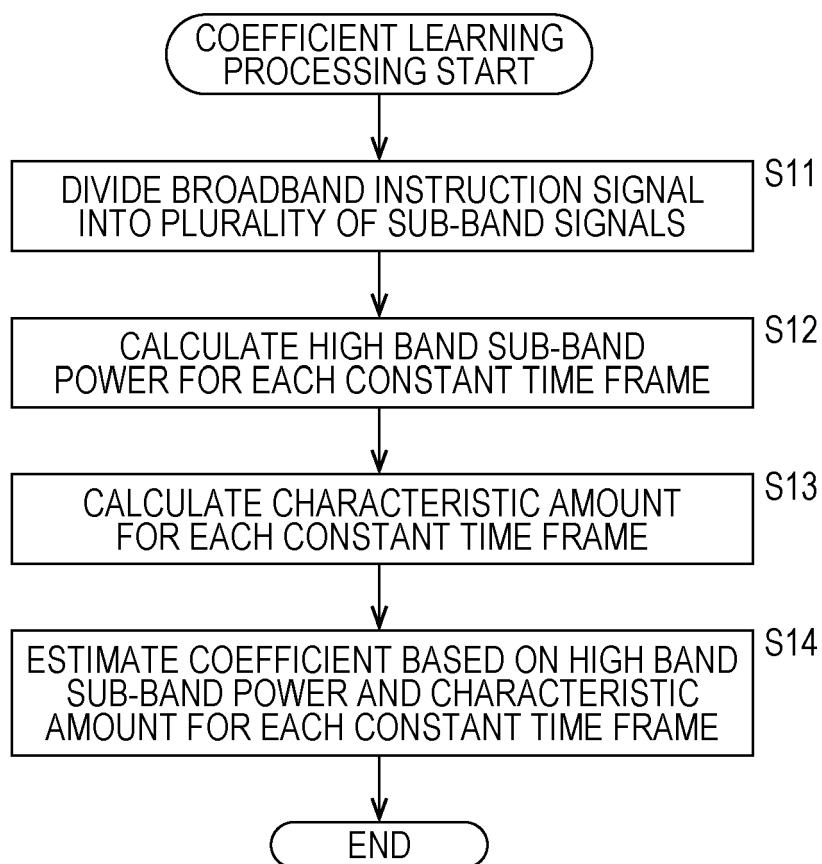 COEFFICIENT LEARNING
PROCESSING START
S11
DIVIDE BROADBAND INSTRUCTION SIGNAL
INTO PLURALITY OF SUB-BAND SIGNALS
S12
CALCULATE HIGH BAND SUB-BAND
POWER FOR EACH CONSTANT TIME FRAME
S13
CALCULATE CHARACTERISTIC AMOUNT
FOR EACH CONSTANT TIME FRAME
S14
ESTIMATE COEFFICIENT BASED ON HIGH BAND
SUB-BAND POWER AND CHARACTERISTIC
AMOUNT FOR EACH CONSTANT TIME FRAME
END